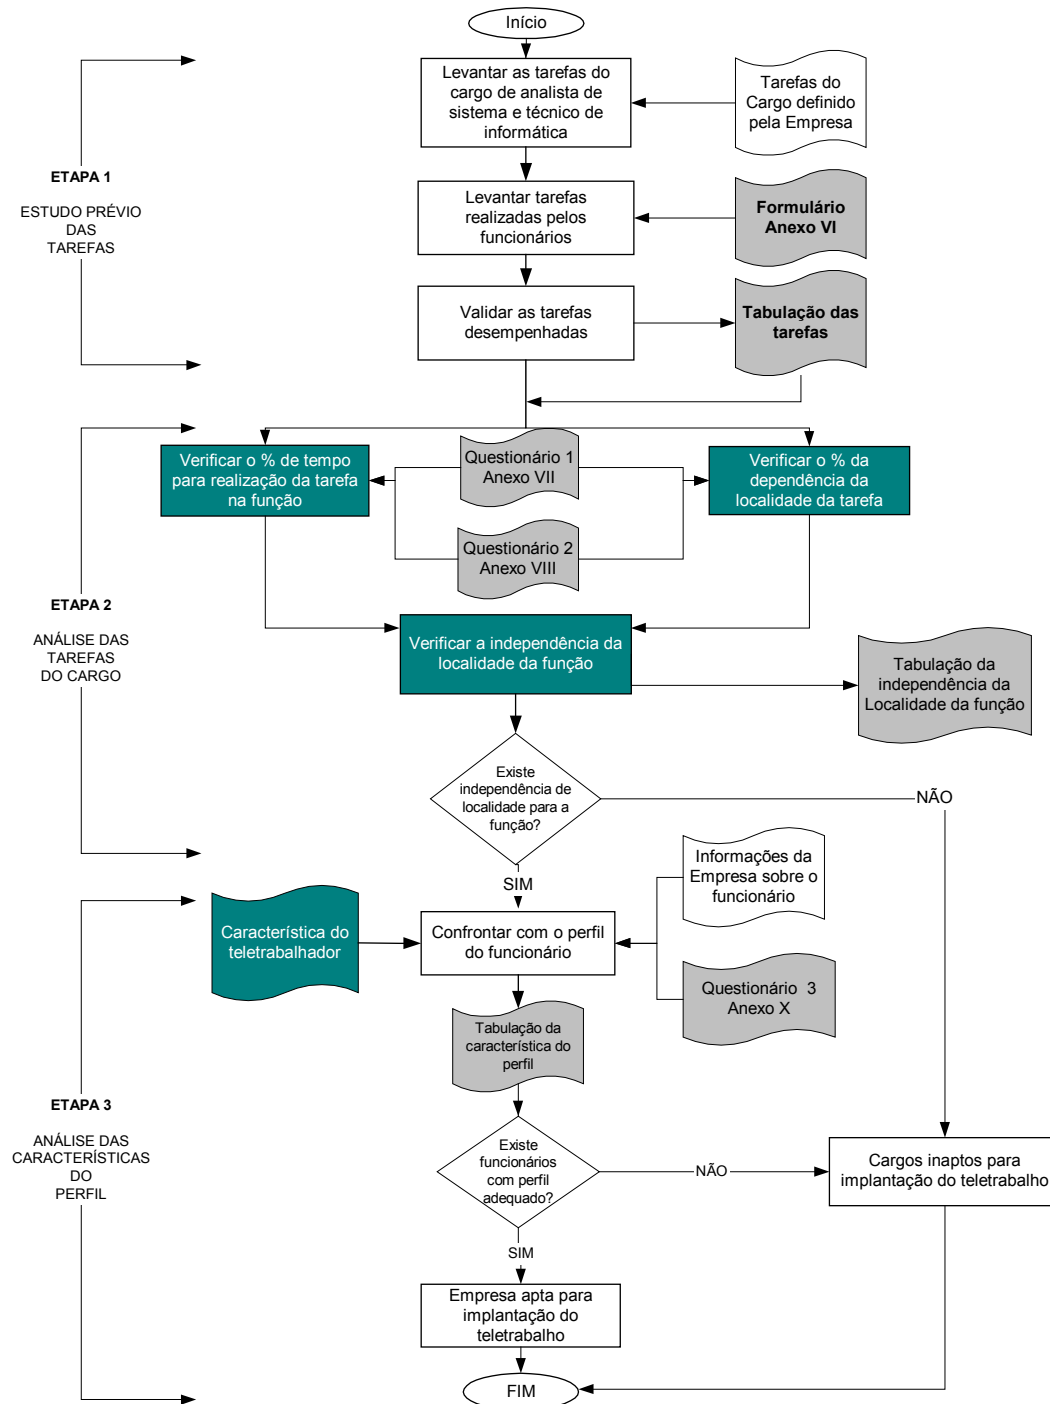 Início
Levantar as tarefas do
cargo de analista de
sistema e técnico de
informática
Tarefas do
Cargo definido
pela Empresa
ETAPA 1
ESTUDO PRÉVIO
DAS
TAREFAS
Levantar tarefas
realizadas pelos
funcionários
Formulário
Anexo VI
Validar as tarefas
desempenhadas
Tabulação das
tarefas
Verificar o % de tempo
para realização da tarefa
na função
Questionário 1
Anexo VII
Verificar o % da
dependência da
localidade da tarefa
Questionário 2
Anexo VIII
ETAPA 2
ANÁLISE DAS
TAREFAS
DO CARGO
Verificar a independência da
localidade da função
Tabulação da
independência da
Localidade da função
Existe
independência de
localidade para a
função?
NÃO
SIM
Informações da
Empresa sobre o
funcionário
Característica do
teletrabalhador
Confrontar com o perfil
do funcionário
Questionário 3
Anexo X
Tabulação da
característica do
perfil
ETAPA 3
ANÁLISE DAS
CARACTERÍSTICAS
DO
PERFIL
Existe
funcionários
com perfil
adequado?
NÃO
Cargos inaptos para
implantação do teletrabalho
SIM
Empresa apta para
implantação do
teletrabalho
FIM